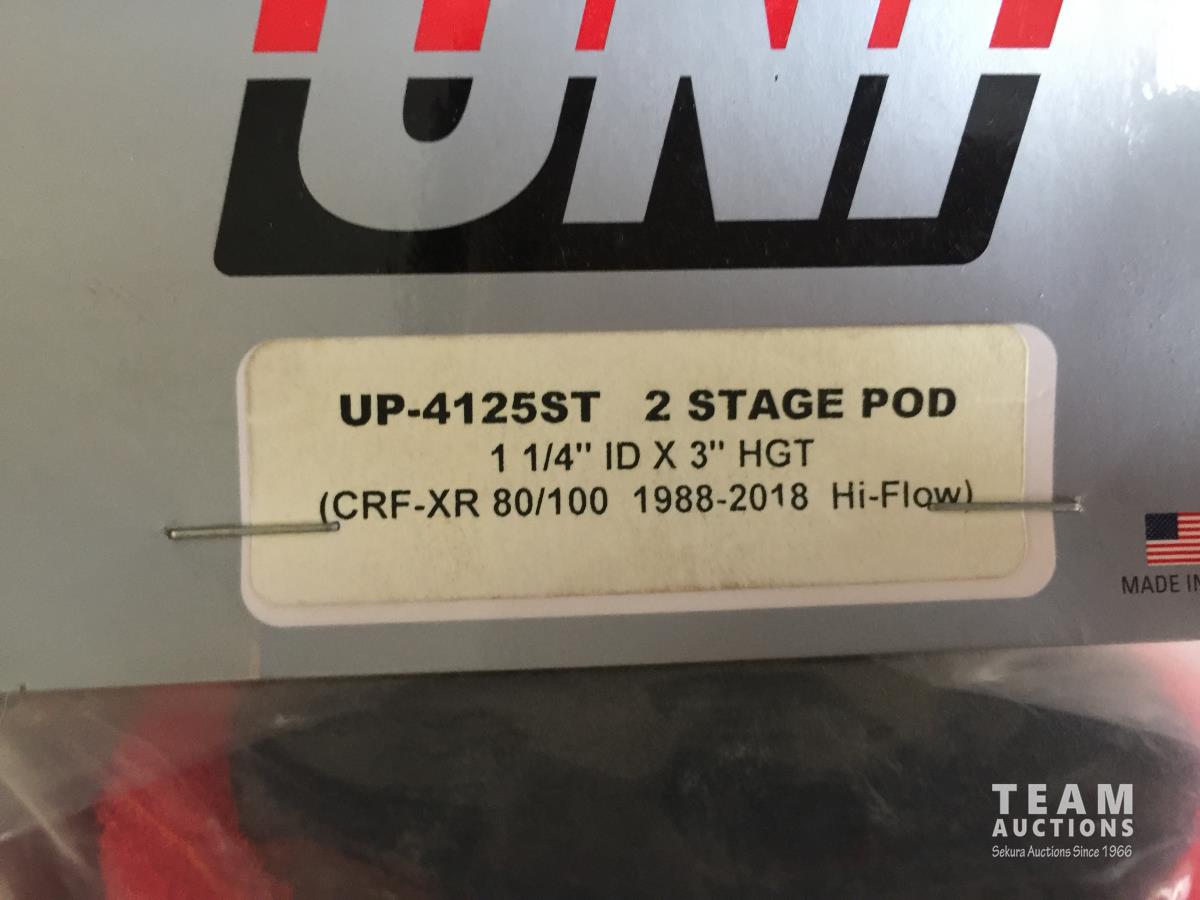 UNI
UP-4125ST 2 STAGE POD
1 1/4" ID X 3" HGT
(CRF-XR 80/100 1988-2018 Hi-Flow)
MADE IN
TEAM
AUCTIONS
Sekura Auctions Since 1966